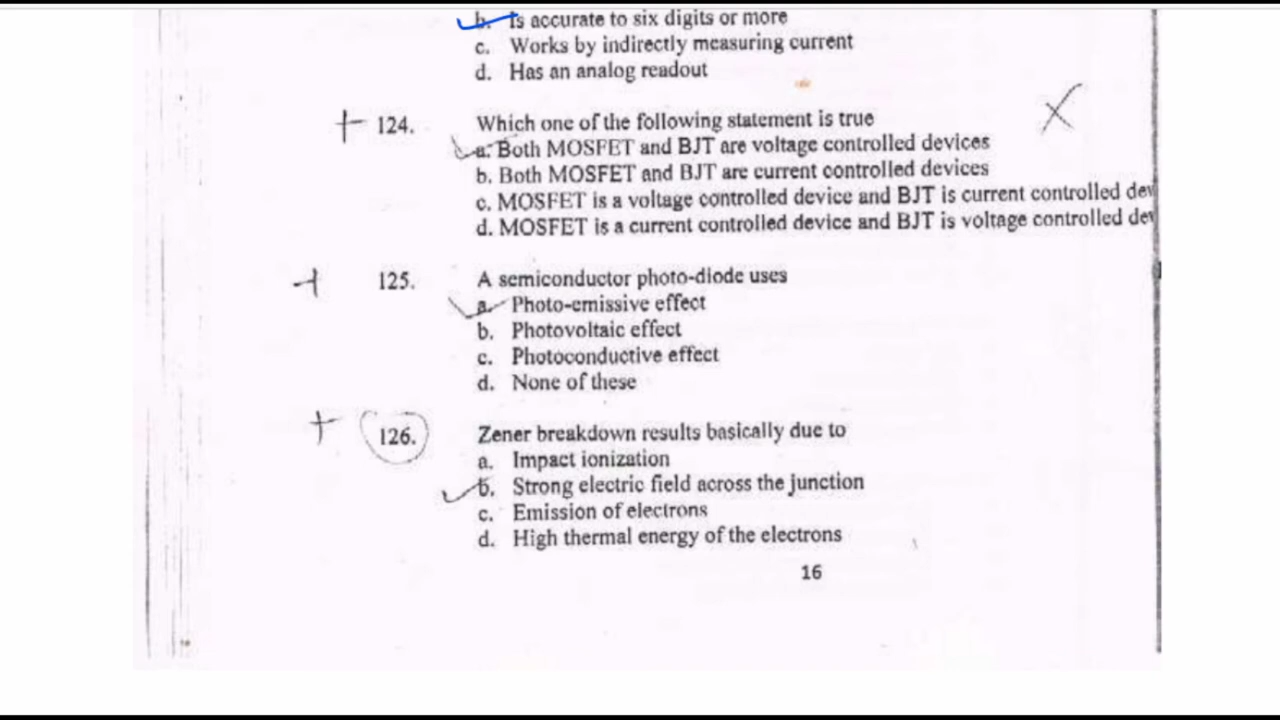 b. Is accurate to six digits or more
c. Works by indirectly measuring current
d. Has an analog readout
124. Which one of the following statement is true
a. Both MOSFET and BJT are voltage controlled devices
b. Both MOSFET and BJT are current controlled devices
c. MOSFET is a voltage controlled device and BJT is current controlled dev
d. MOSFET is a current controlled device and BJT is voltage controlled dev
125. A semiconductor photo-diode uses
a. Photo-emissive effect
b. Photovoltaic effect
c. Photoconductive effect
d. None of these
126. Zener breakdown results basically due to
a. Impact ionization
b. Strong electric field across the junction
c. Emission of electrons
d. High thermal energy of the electrons
16